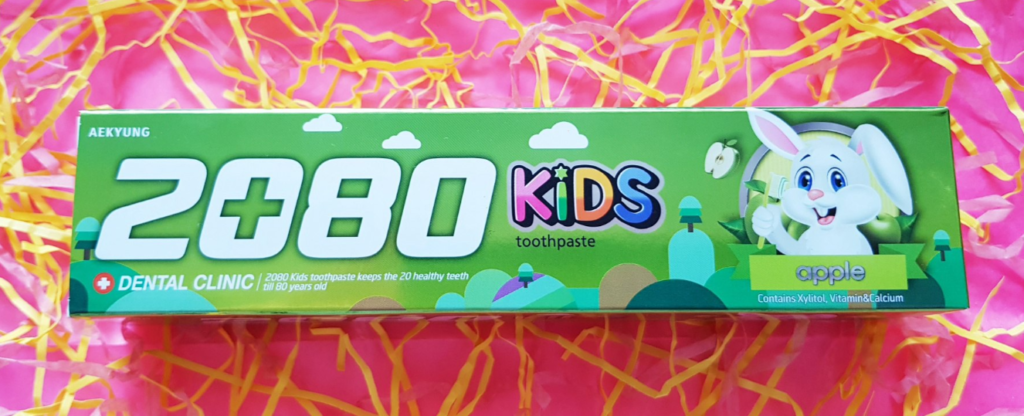 AEKYUNG
2080
KiDS
toothpaste
DENTAL CLINIC
2080 Kids toothpaste keeps the 20 healthy teeth
till 80 years old
apple
Contains Xylitol, Vitamin&Calcium